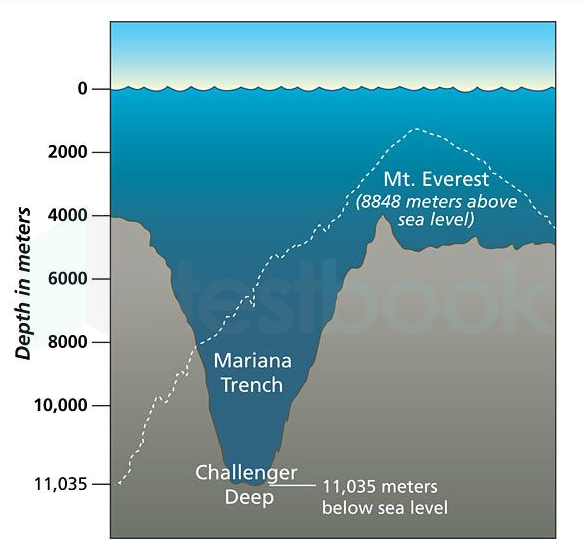 0
2000
Mt. Everest
(8848 meters above
sea level)
4000
Depth in meters
6000
testbook
8000
Mariana
Trench
10,000
Challenger
Deep
11,035
11,035 meters
below sea level